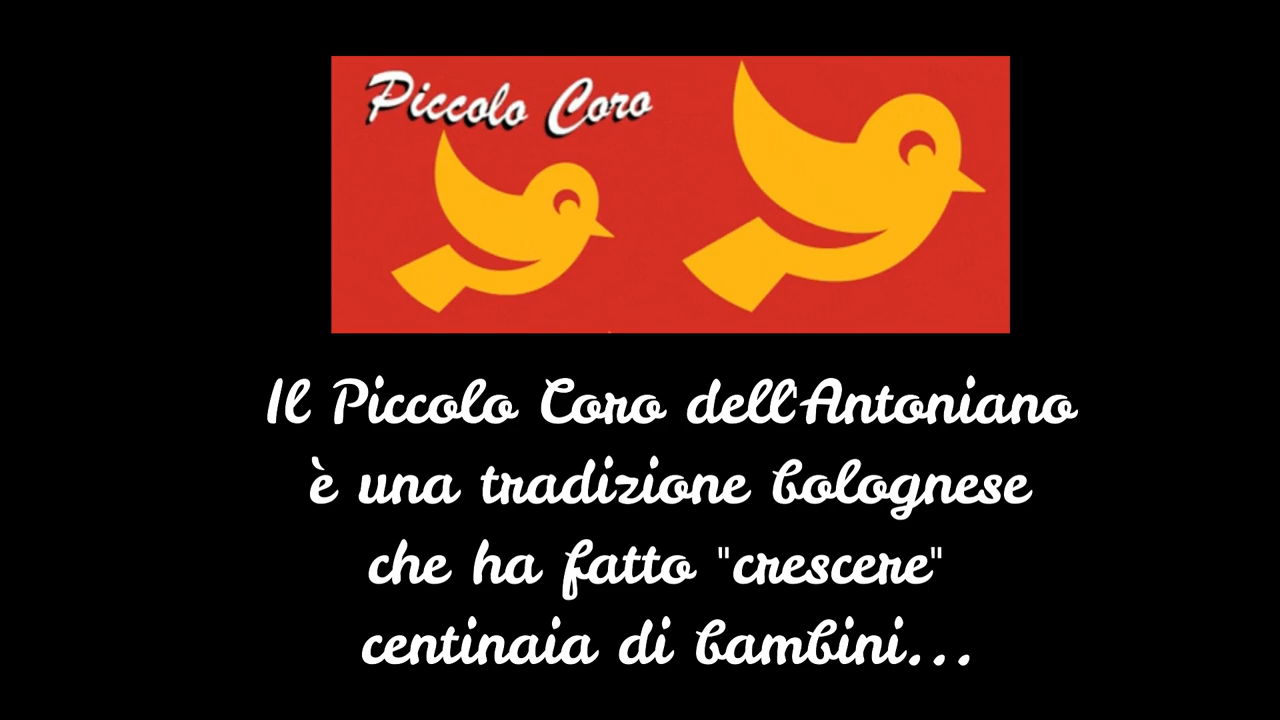 Piccolo Coro
Il Piccolo Coro dell'Antoniano
è una tradizione bolognese
che ha fatto "crescere"
centinaia di bambini...